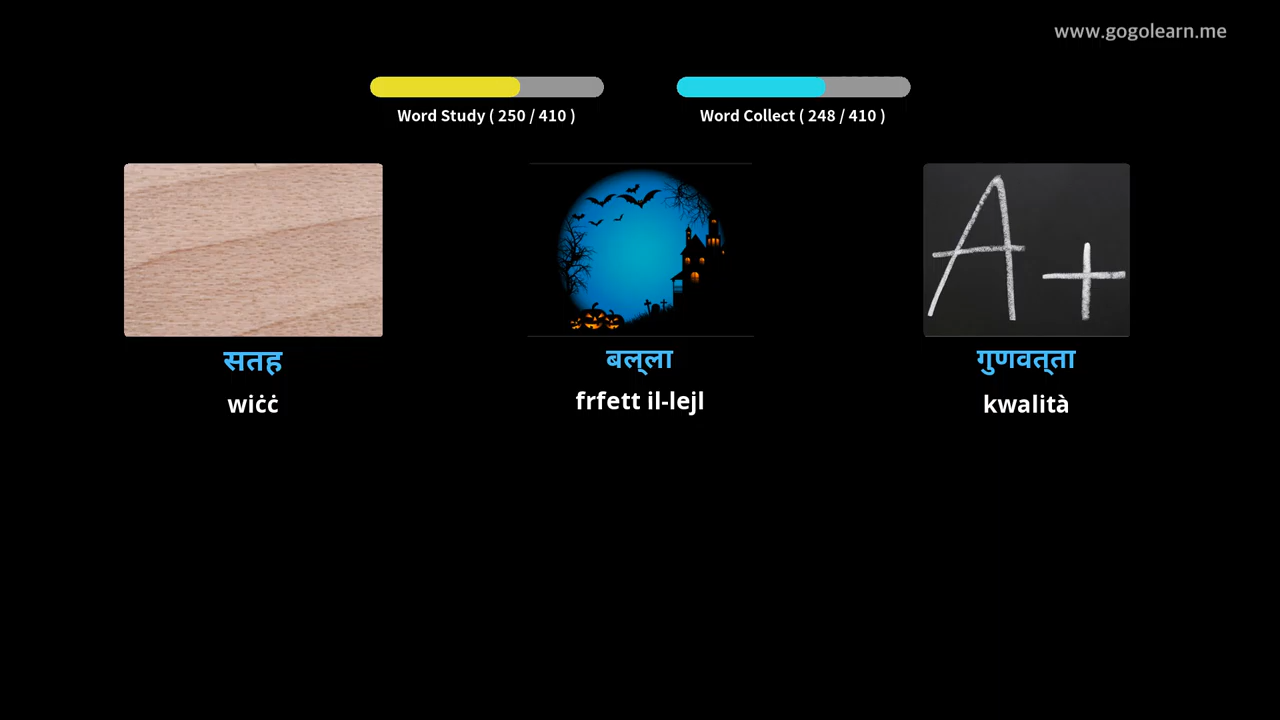 www.gogolearn.me
Word Study ( 250 / 410 )
Word Collect ( 248 / 410 )
A+
सतह
बल्ला
गुणवत्ता
wiċċ
frfett il-lejl
kwalità